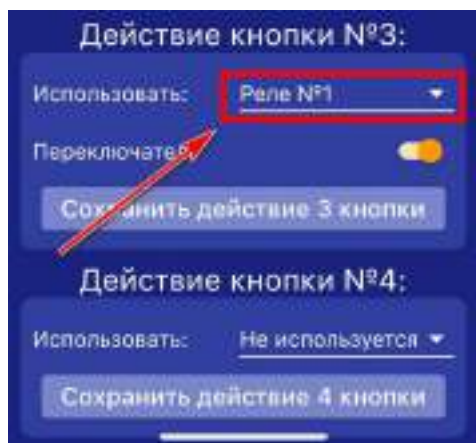 Действие кнопки №3:
Использовать: Реле №1
Переключатель:
Сохранить действие 3 кнопки
Действие кнопки №4:
Использовать: Не используется
Сохранить действие 4 кнопки